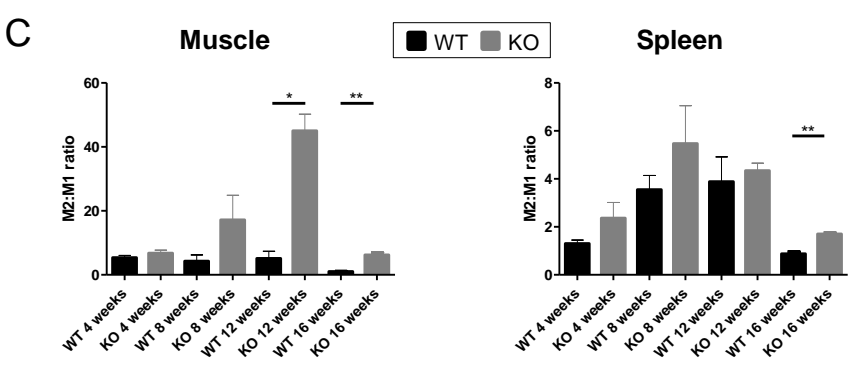 C
Muscle
WT KO
Spleen
M2:M1 ratio
60
40
20
0
*
**
WT 4 weeks
KO 4 weeks
WT 8 weeks
KO 8 weeks
WT 12 weeks
KO 12 weeks
WT 16 weeks
KO 16 weeks
M2:M1 ratio
8
6
4
2
0
**
WT 4 weeks
KO 4 weeks
WT 8 weeks
KO 8 weeks
WT 12 weeks
KO 12 weeks
WT 16 weeks
KO 16 weeks